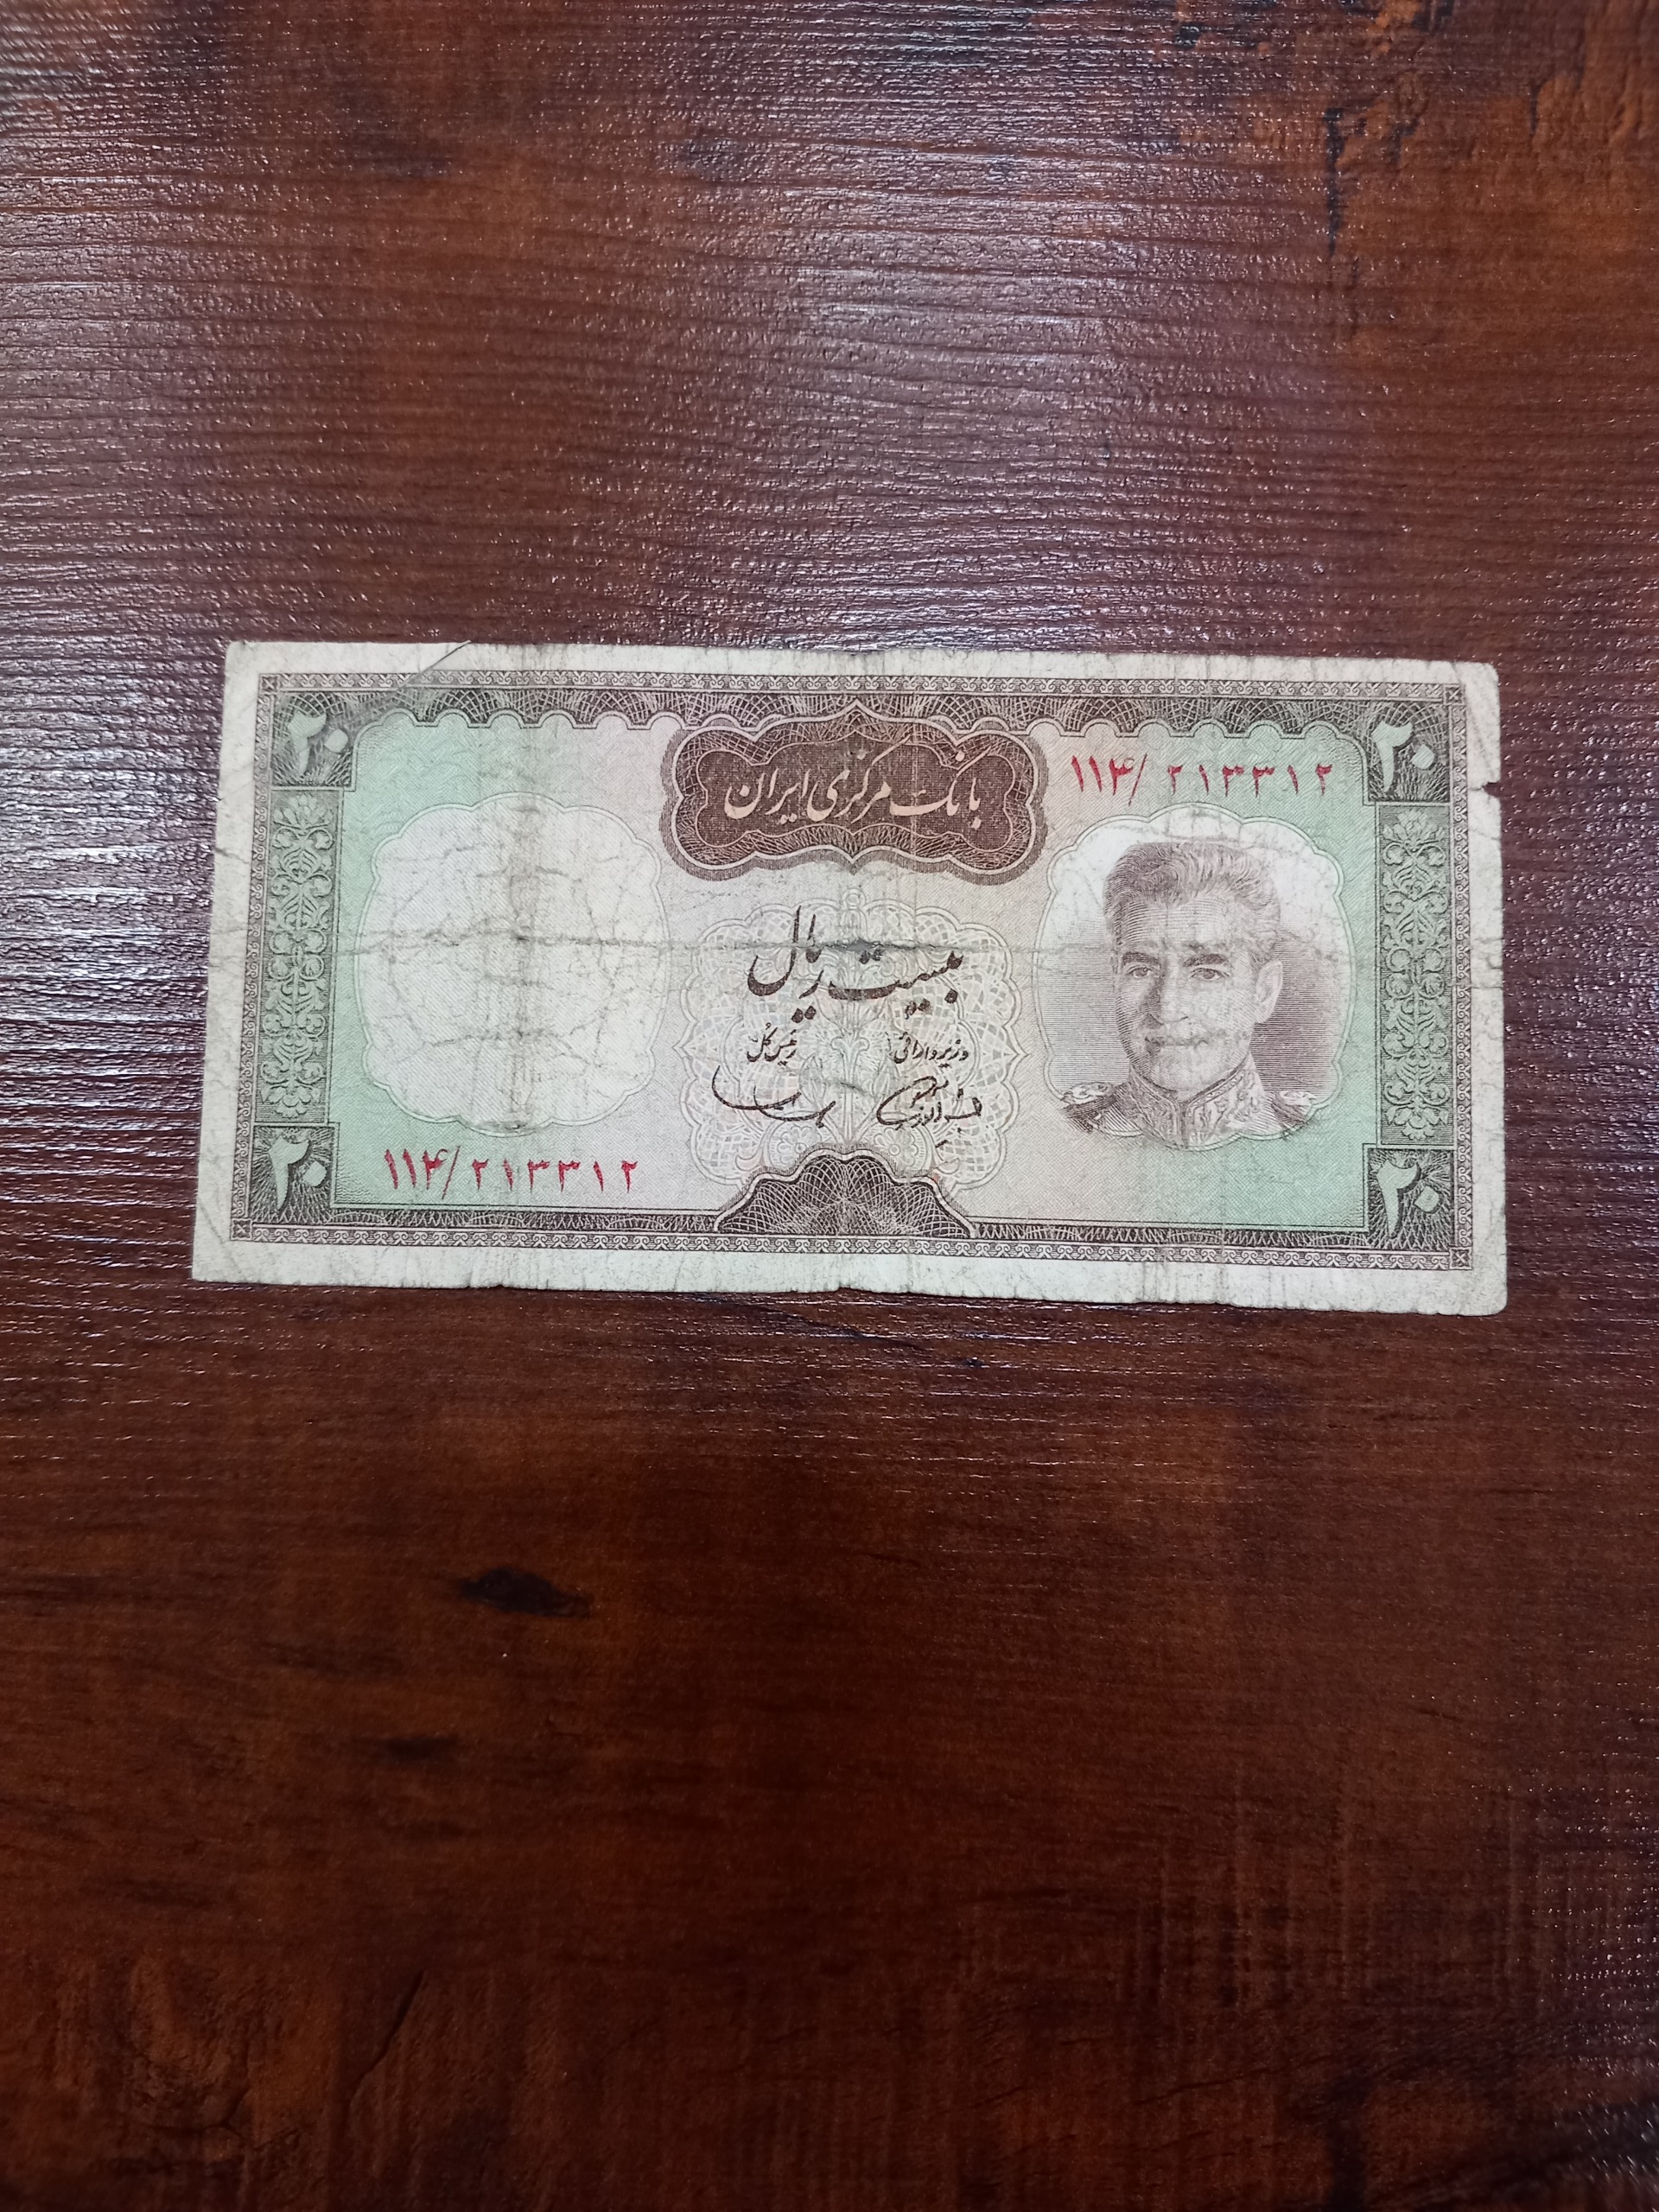 ۲۰
۲۰
بانک مرکزی ایران
۱۱۴/۲۱۳۳۱۲
بیست ریال
وزیر دارائی
رئیس کل
۱۱۴/۲۱۳۳۱۲
۲۰
۲۰